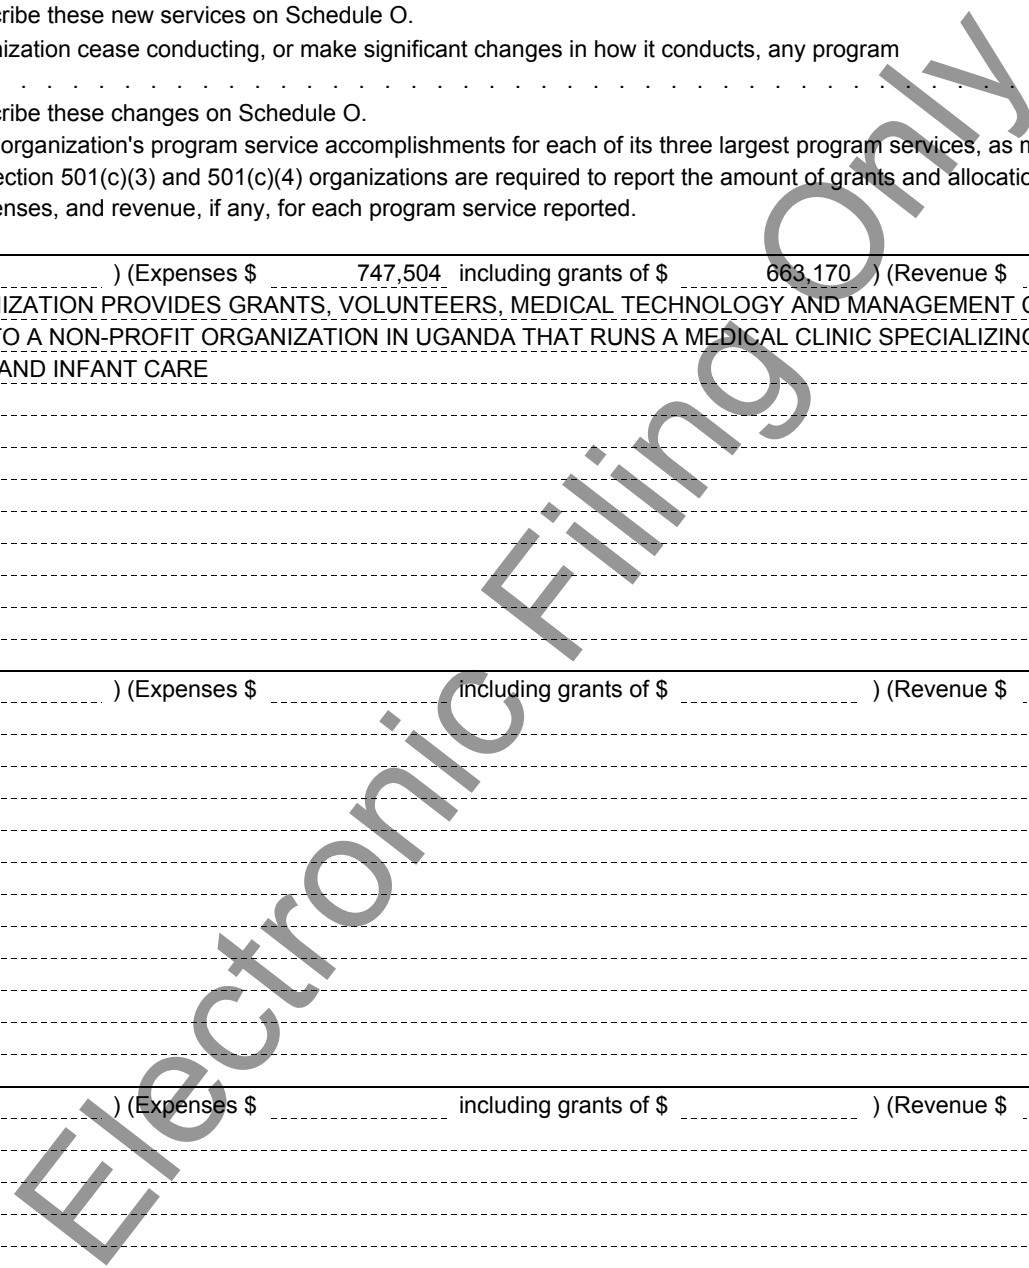 cribe these new services on Schedule O.
nization cease conducting, or make significant changes in how it conducts, any program
. . . . . . . . . . . . . . . . . . . . . . . . . . . . . . . . . . . . . . . . . .
cribe these changes on Schedule O.
organization's program service accomplishments for each of its three largest program services, as m
ection 501(c)(3) and 501(c)(4) organizations are required to report the amount of grants and allocatio
enses, and revenue, if any, for each program service reported.
) (Expenses $ 747,504 including grants of $ 663,170 ) (Revenue $
IZATION PROVIDES GRANTS, VOLUNTEERS, MEDICAL TECHNOLOGY AND MANAGEMENT
TO A NON-PROFIT ORGANIZATION IN UGANDA THAT RUNS A MEDICAL CLINIC SPECIALIZING
AND INFANT CARE
) (Expenses $ including grants of $ ) (Revenue $
) (Expenses $ including grants of $ ) (Revenue $
Electronic Filing Only